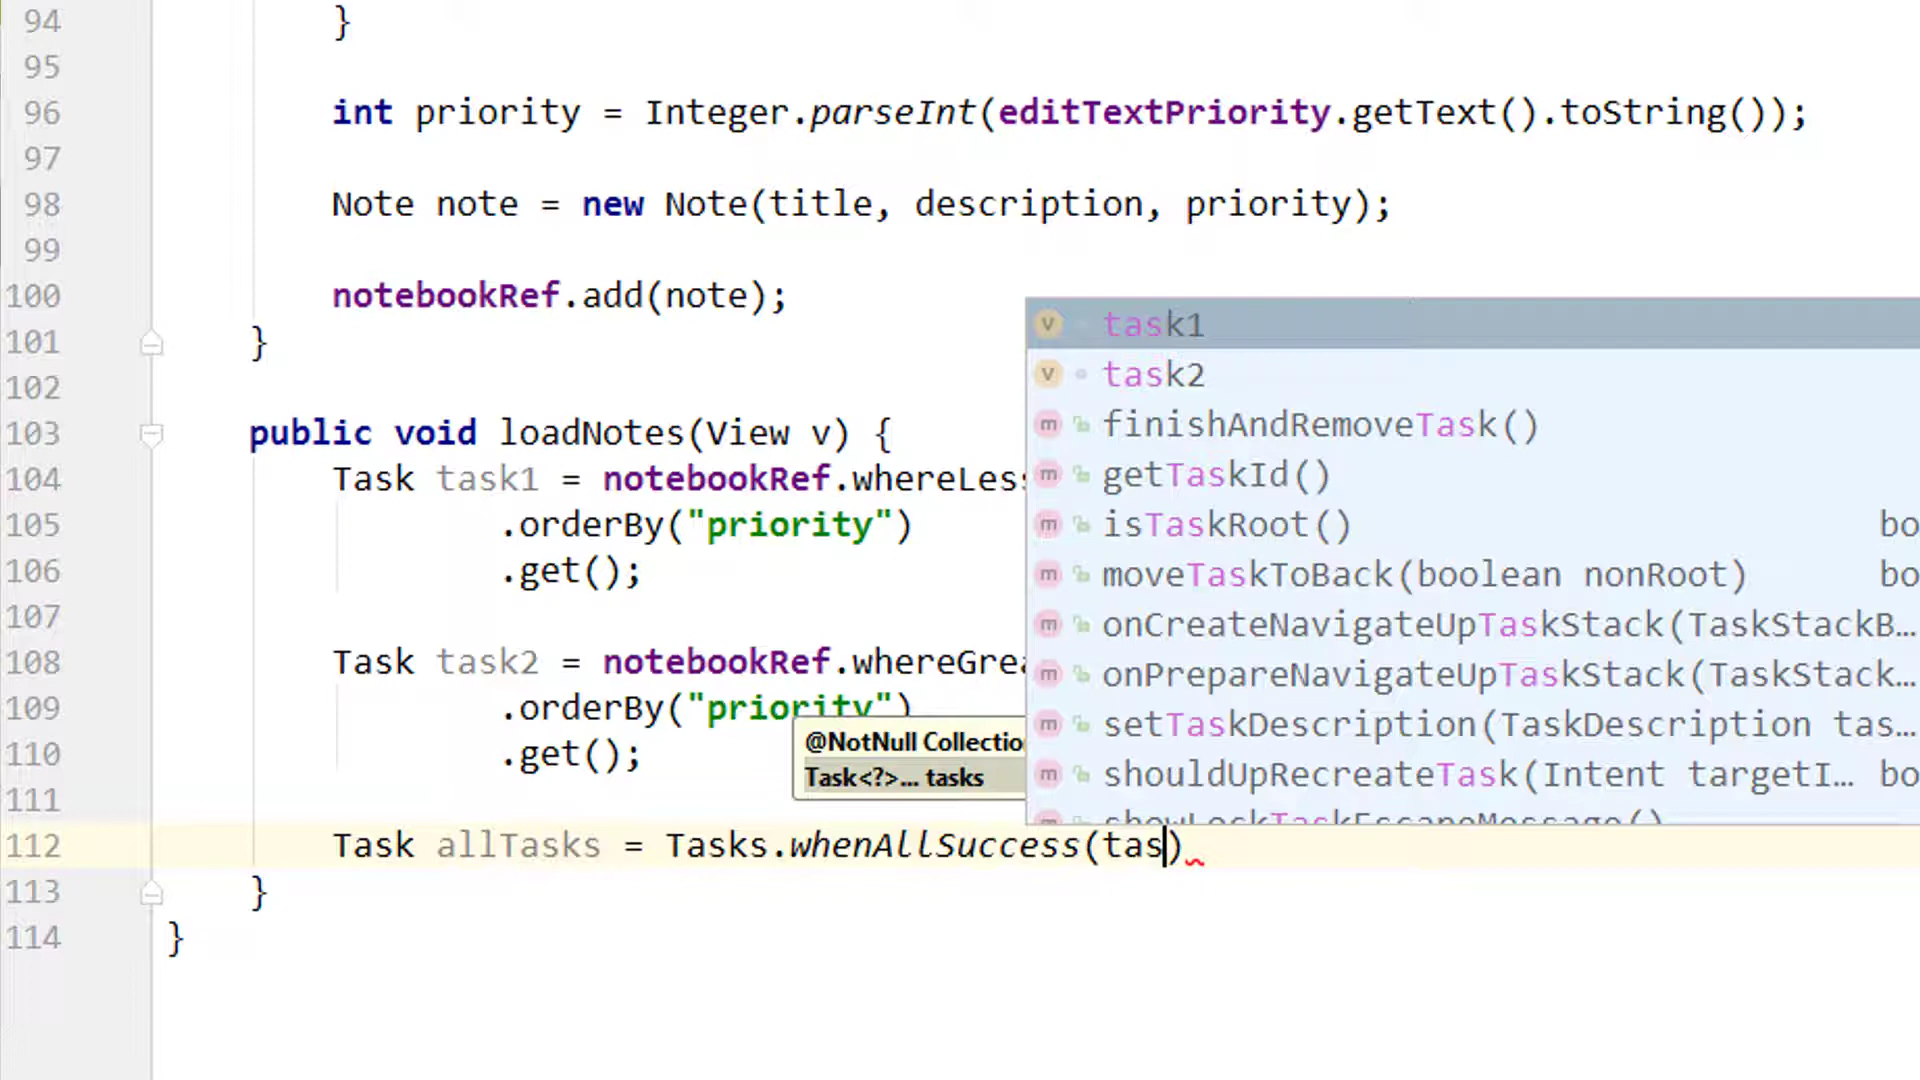 94 }
95
96 int priority = Integer.parseInt(editTextPriority.getText().toString());
97
98 Note note = new Note(title, description, priority);
99
100 notebookRef.add(note);
101 }
102
103 public void loadNotes(View v) {
104 Task task1 = notebookRef.whereLes
105 .orderBy("priority")
106 .get();
107
108 Task task2 = notebookRef.whereGre
109 .orderBy("priority")
110 .get();
111
112 Task allTasks = Tasks.whenAllSuccess(tas)
113 }
114 }
v task1
v task2
m finishAndRemoveTask()
m getTaskId()
m isTaskRoot() bo
m moveTaskToBack(boolean nonRoot) bo
m onCreateNavigateUpTaskStack(TaskStackB…
m onPrepareNavigateUpTaskStack(TaskStack…
m setTaskDescription(TaskDescription tas…
m shouldUpRecreateTask(Intent targetI… bo
m showLockTaskEscapeMessage()
@NotNull Collectio
Task<?>... tasks